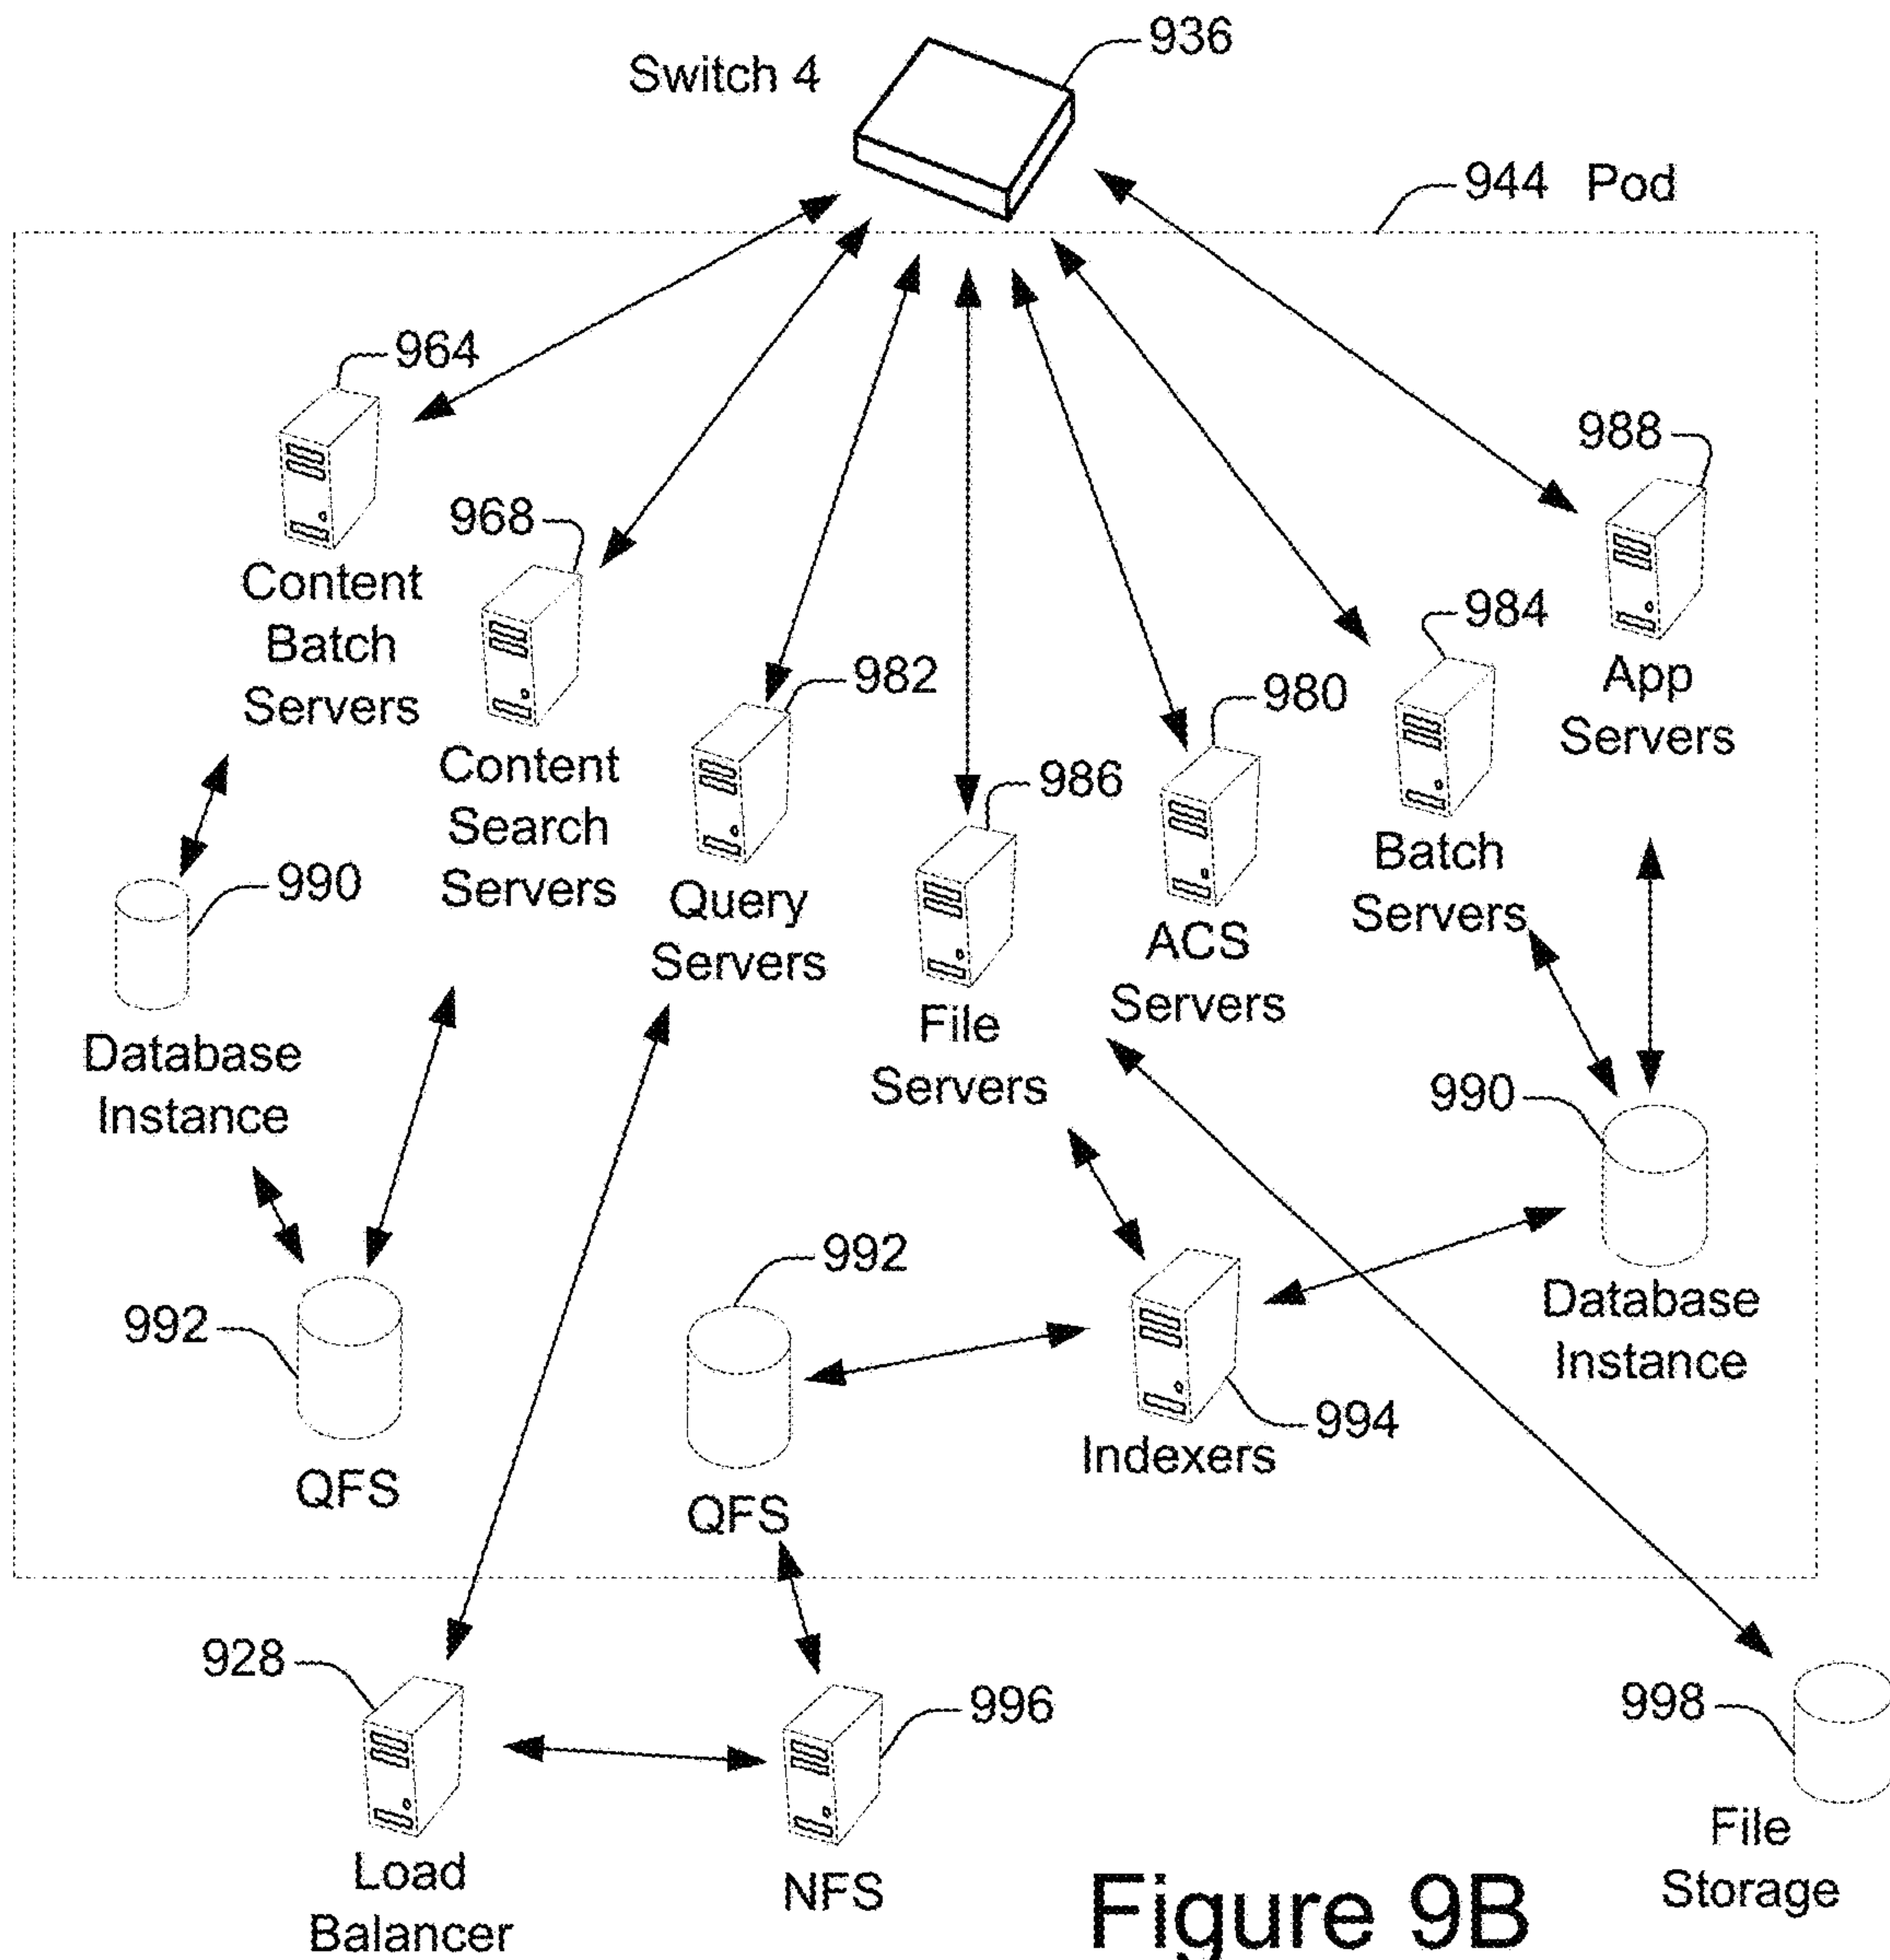 936
Switch 4
944 Pod
964
988
968
Content
Batch
Servers
984
982
980
App
Servers
Content
Search
Servers
986
Batch
Servers
990
Query
Servers
ACS
Servers
File
Servers
Database
Instance
990
992
992
Database
Instance
994
Indexers
QFS
QFS
928
996
998
File
Storage
Load
Balancer
NFS
Figure 9B